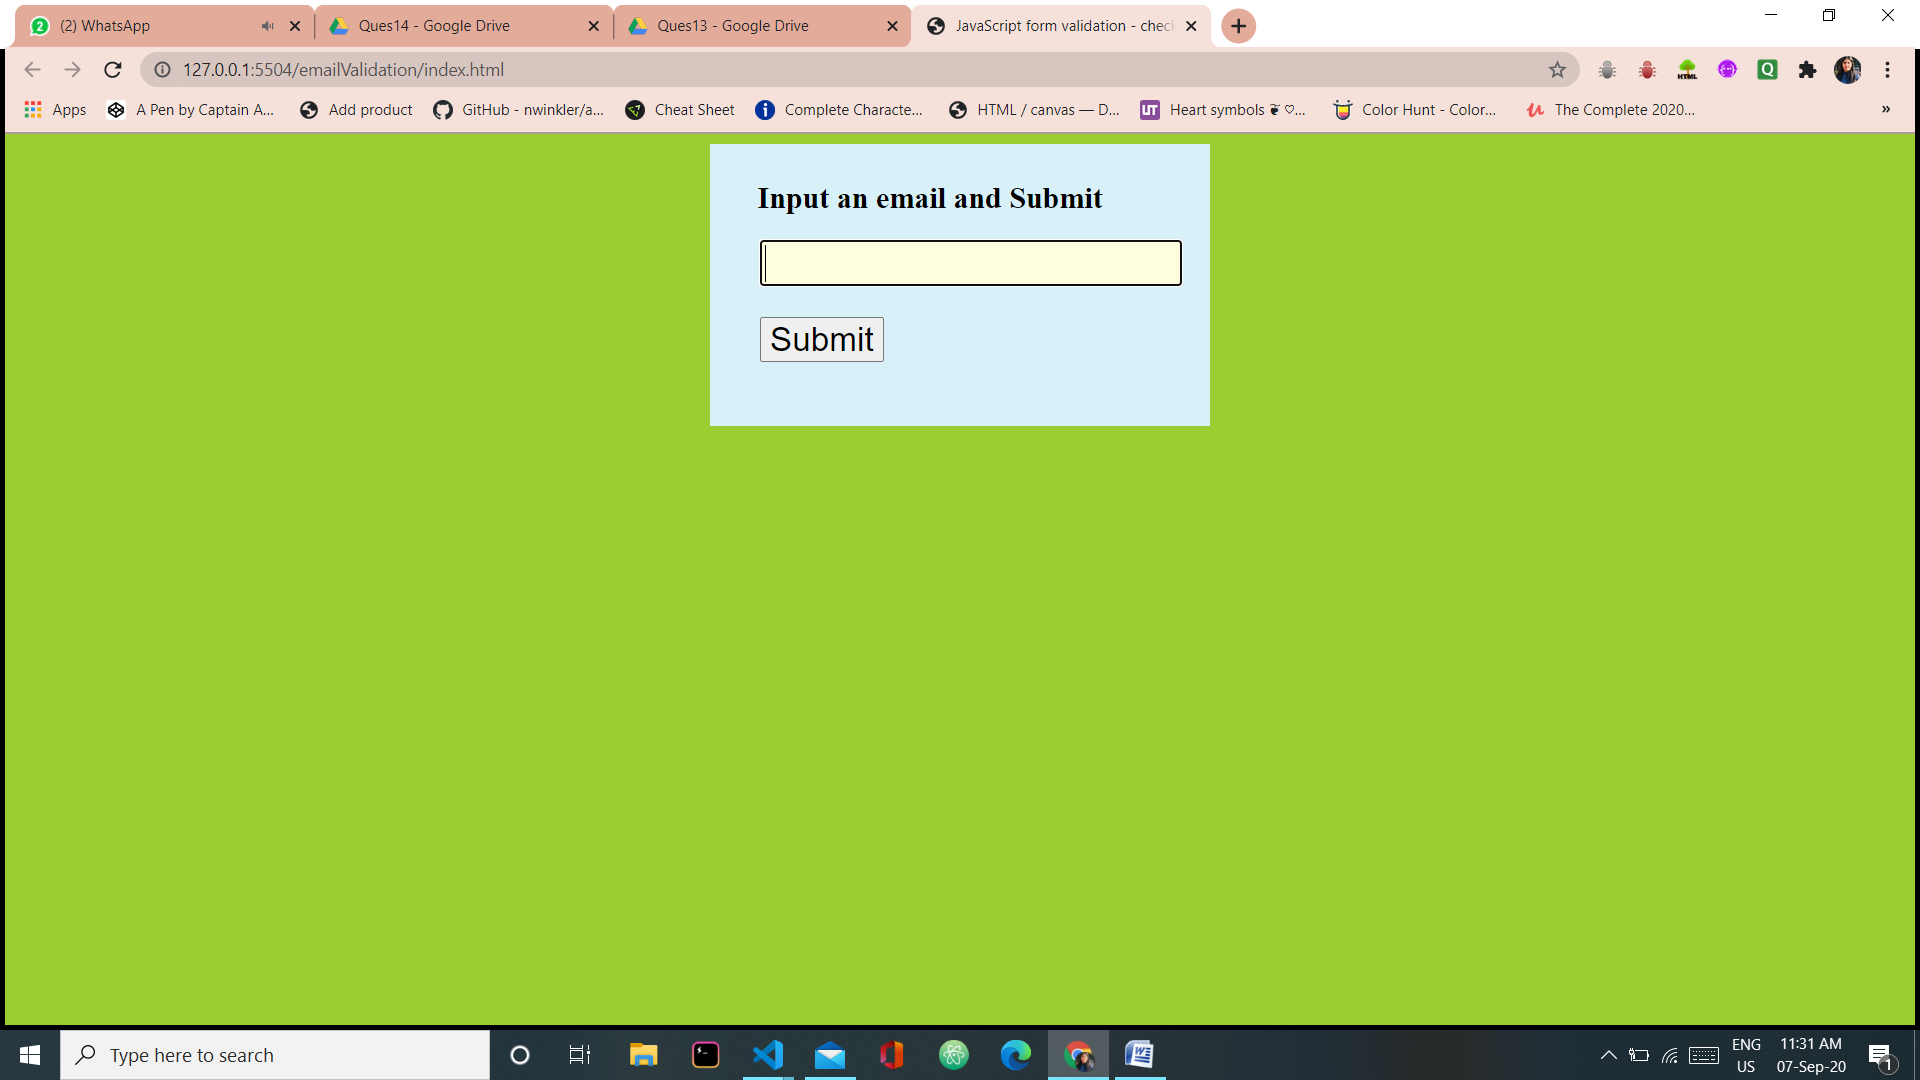 (2) WhatsApp
Ques14 - Google Drive
Ques13 - Google Drive
JavaScript form validation - chec
127.0.0.1:5504/emailValidation/index.html
Apps
A Pen by Captain A...
Add product
GitHub - nwinkler/a...
Cheat Sheet
Complete Characte...
HTML / canvas — D...
Heart symbols ❦ ♡...
Color Hunt - Color...
The Complete 2020...
»
Input an email and Submit
Submit
Type here to search
ENG
US
11:31 AM
07-Sep-20
1